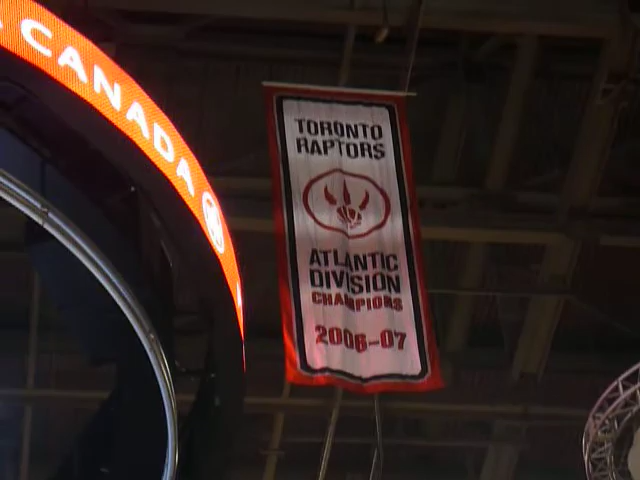 CANADA
TORONTO
RAPTORS
ATLANTIC
DIVISION
CHAMPIONS
2006-07